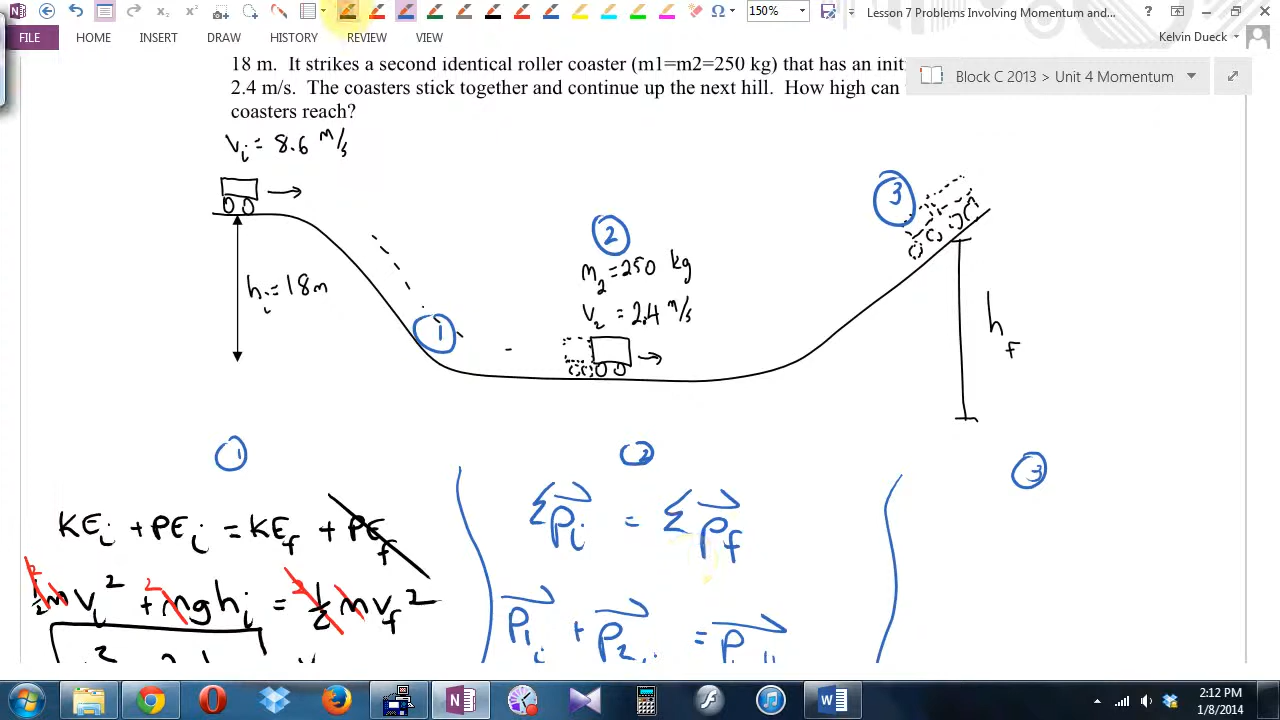 150%
Lesson 7 Problems Involving Momentum and...
?
FILE HOME INSERT DRAW HISTORY REVIEW VIEW
Kelvin Dueck
18 m. It strikes a second identical roller coaster (m1=m2=250 kg) that has an init
2.4 m/s. The coasters stick together and continue up the next hill. How high can
coasters reach?
Block C 2013 > Unit 4 Momentum
vi = 8.6 m/s
3
2
m2 = 250 kg
hi = 18m
v2 = 2.4 m/s
1
hf
1
2
3
KEi + PEi = KEf + PEf
Σpi = Σpf
½mvi² + mghi = ½mvf²
P1i + P2i = P
2:12 PM
1/8/2014